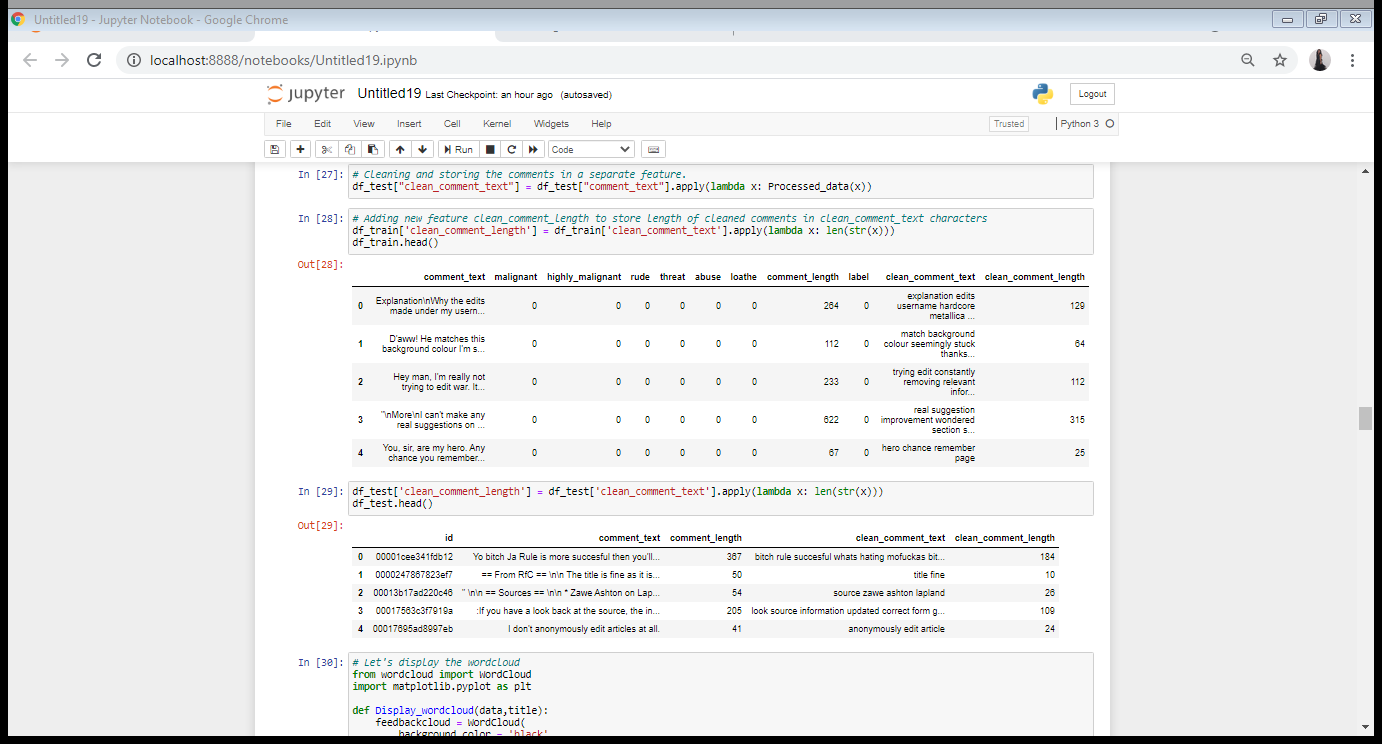 Untitled19 - Jupyter Notebook - Google Chrome
localhost:8888/notebooks/Untitled19.ipynb
jupyter Untitled19 Last Checkpoint: an hour ago (autosaved)
Logout
File Edit View Insert Cell Kernel Widgets Help
Trusted Python 3
Run Code
In [27]: # Cleaning and storing the comments in a separate feature.
df_test["clean_comment_text"] = df_test["comment_text"].apply(lambda x: Processed_data(x))
In [28]: # Adding new feature clean_comment_length to store length of cleaned comments in clean_comment_text characters
df_train['clean_comment_length'] = df_train['clean_comment_text'].apply(lambda x: len(str(x)))
df_train.head()
Out[28]:
comment_text malignant highly_malignant rude threat abuse loathe comment_length label clean_comment_text clean_comment_length
0 Explanation\nWhy the edits made under my usern... 0 0 0 0 0 0 264 0 explanation edits username hardcore metallica ... 129
1 D'aww! He matches this background colour I'm s... 0 0 0 0 0 0 112 0 match background colour seemingly stuck thanks... 64
2 Hey man, I'm really not trying to edit war. It... 0 0 0 0 0 0 233 0 trying edit constantly removing relevant infor... 112
3 "\nMore\nI can't make any real suggestions on ... 0 0 0 0 0 0 622 0 real suggestion improvement wondered section s... 315
4 You, sir, are my hero. Any chance you remember... 0 0 0 0 0 0 67 0 hero chance remember page 25
In [29]: df_test['clean_comment_length'] = df_test['clean_comment_text'].apply(lambda x: len(str(x)))
df_test.head()
Out[29]:
id comment_text comment_length clean_comment_text clean_comment_length
0 00001cee341fdb12 Yo bitch Ja Rule is more succesful then you'll... 367 bitch rule succesful whats hating mofuckas bit... 184
1 0000247867823ef7 == From RfC == \n\n The title is fine as it is... 50 title fine 10
2 00013b17ad220c46 " \n\n == Sources == \n\n * Zawe Ashton on Lap... 54 source zawe ashton lapland 26
3 00017563c3f7919a :If you have a look back at the source, the in... 205 look source information updated correct form g... 109
4 00017695ad8997eb I don't anonymously edit articles at all. 41 anonymously edit article 24
In [30]: # Let's display the wordcloud
from wordcloud import WordCloud
import matplotlib.pyplot as plt
def Display_wordcloud(data,title):
feedbackcloud = WordCloud(
background_color = 'black'